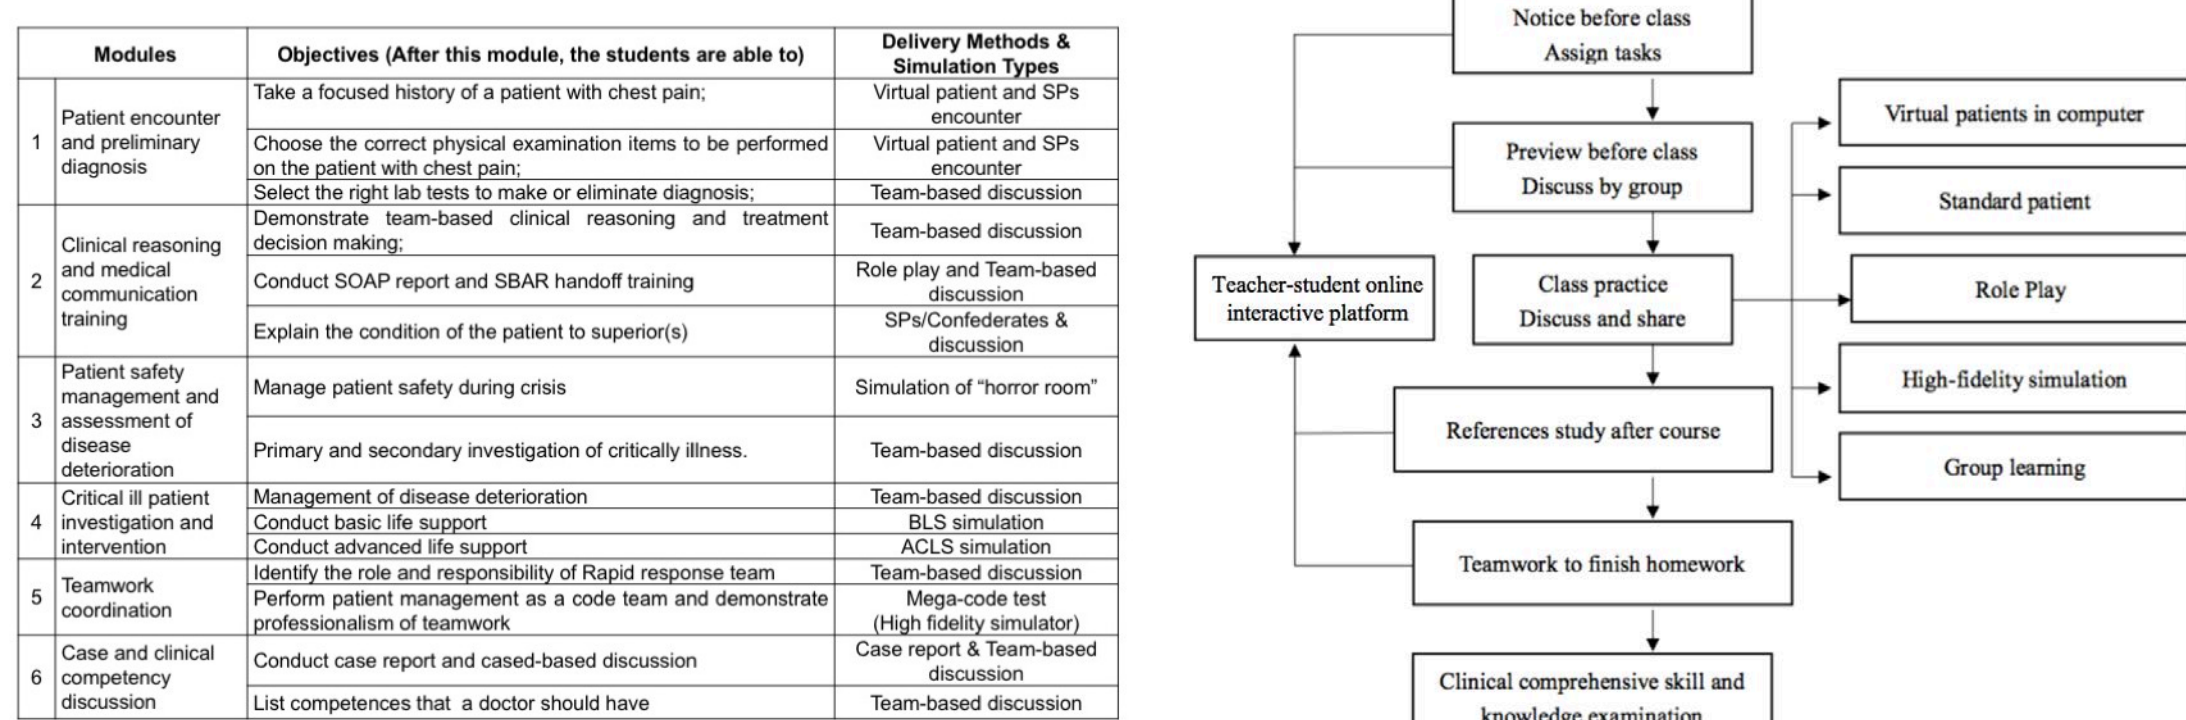 Modules
Objectives (After this module, the students are able to)
Delivery Methods &
Simulation Types
1
Patient encounter
and preliminary
diagnosis
Take a focused history of a patient with chest pain;
Virtual patient and SPs
encounter
Choose the correct physical examination items to be performed
on the patient with chest pain;
Virtual patient and SPs
encounter
Select the right lab tests to make or eliminate diagnosis;
Team-based discussion
2
Clinical reasoning
and medical
communication
training
Demonstrate team-based clinical reasoning and treatment
decision making;
Team-based discussion
Conduct SOAP report and SBAR handoff training
Role play and Team-based
discussion
Explain the condition of the patient to superior(s)
SPs/Confederates &
discussion
3
Patient safety
management and
assessment of
disease
deterioration
Manage patient safety during crisis
Simulation of “horror room”
Primary and secondary investigation of critically illness.
Team-based discussion
4
Critical ill patient
investigation and
intervention
Management of disease deterioration
Team-based discussion
Conduct basic life support
BLS simulation
Conduct advanced life support
ACLS simulation
5
Teamwork
coordination
Identify the role and responsibility of Rapid response team
Team-based discussion
Perform patient management as a code team and demonstrate
professionalism of teamwork
Mega-code test
(High fidelity simulator)
6
Case and clinical
competency
discussion
Conduct case report and cased-based discussion
Case report & Team-based
discussion
List competences that a doctor should have
Team-based discussion
Notice before class
Assign tasks
Preview before class
Discuss by group
Teacher-student online
interactive platform
Class practice
Discuss and share
Virtual patients in computer
Standard patient
Role Play
High-fidelity simulation
Group learning
References study after course
Teamwork to finish homework
Clinical comprehensive skill and
knowledge examination